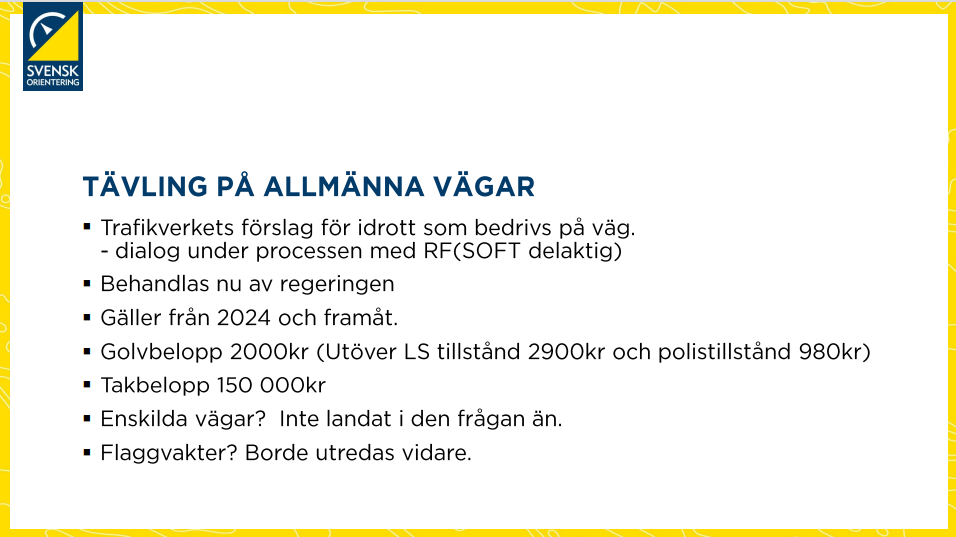 SVENSK
ORIENTERING
TÄVLING PÅ ALLMÄNNA VÄGAR
▪ Trafikverkets förslag för idrott som bedrivs på väg.
- dialog under processen med RF(SOFT delaktig)
▪ Behandlas nu av regeringen
▪ Gäller från 2024 och framåt.
▪ Golvbelopp 2000kr (Utöver LS tillstånd 2900kr och polistillstånd 980kr)
▪ Takbelopp 150 000kr
▪ Enskilda vägar?  Inte landat i den frågan än.
▪ Flaggvakter? Borde utredas vidare.